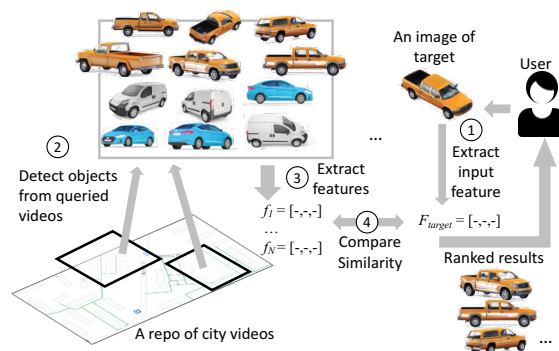 An image of
target
User
...
1
Extract
input
feature
2
Detect objects
from queried
videos
3
Extract
features
f1 = [-,-,-]
...
fN = [-,-,-]
4
Compare
Similarity
Ftarget = [-,-,-]
Ranked results
...
A repo of city videos